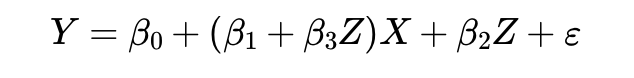 Y = β₀ + (β₁ + β₃Z)X + β₂Z + ε